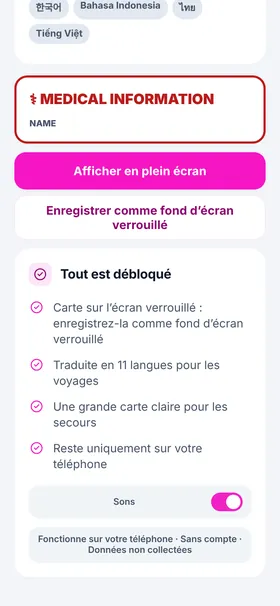 한국어
Bahasa Indonesia
ไทย
Tiếng Việt
⚕ MEDICAL INFORMATION
NAME
Afficher en plein écran
Enregistrer comme fond d’écran
verrouillé
Tout est débloqué
Carte sur l’écran verrouillé :
enregistrez-la comme fond d’écran
verrouillé
Traduite en 11 langues pour les
voyages
Une grande carte claire pour les
secours
Reste uniquement sur votre
téléphone
Sons
Fonctionne sur votre téléphone · Sans compte ·
Données non collectées